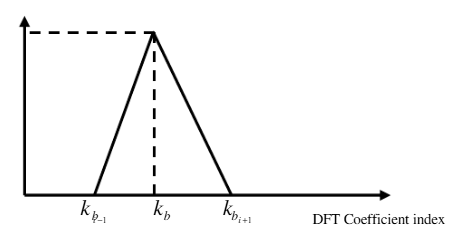 k_{b_{i-1}} k_b k_{b_{i+1}}
DFT Coefficient index